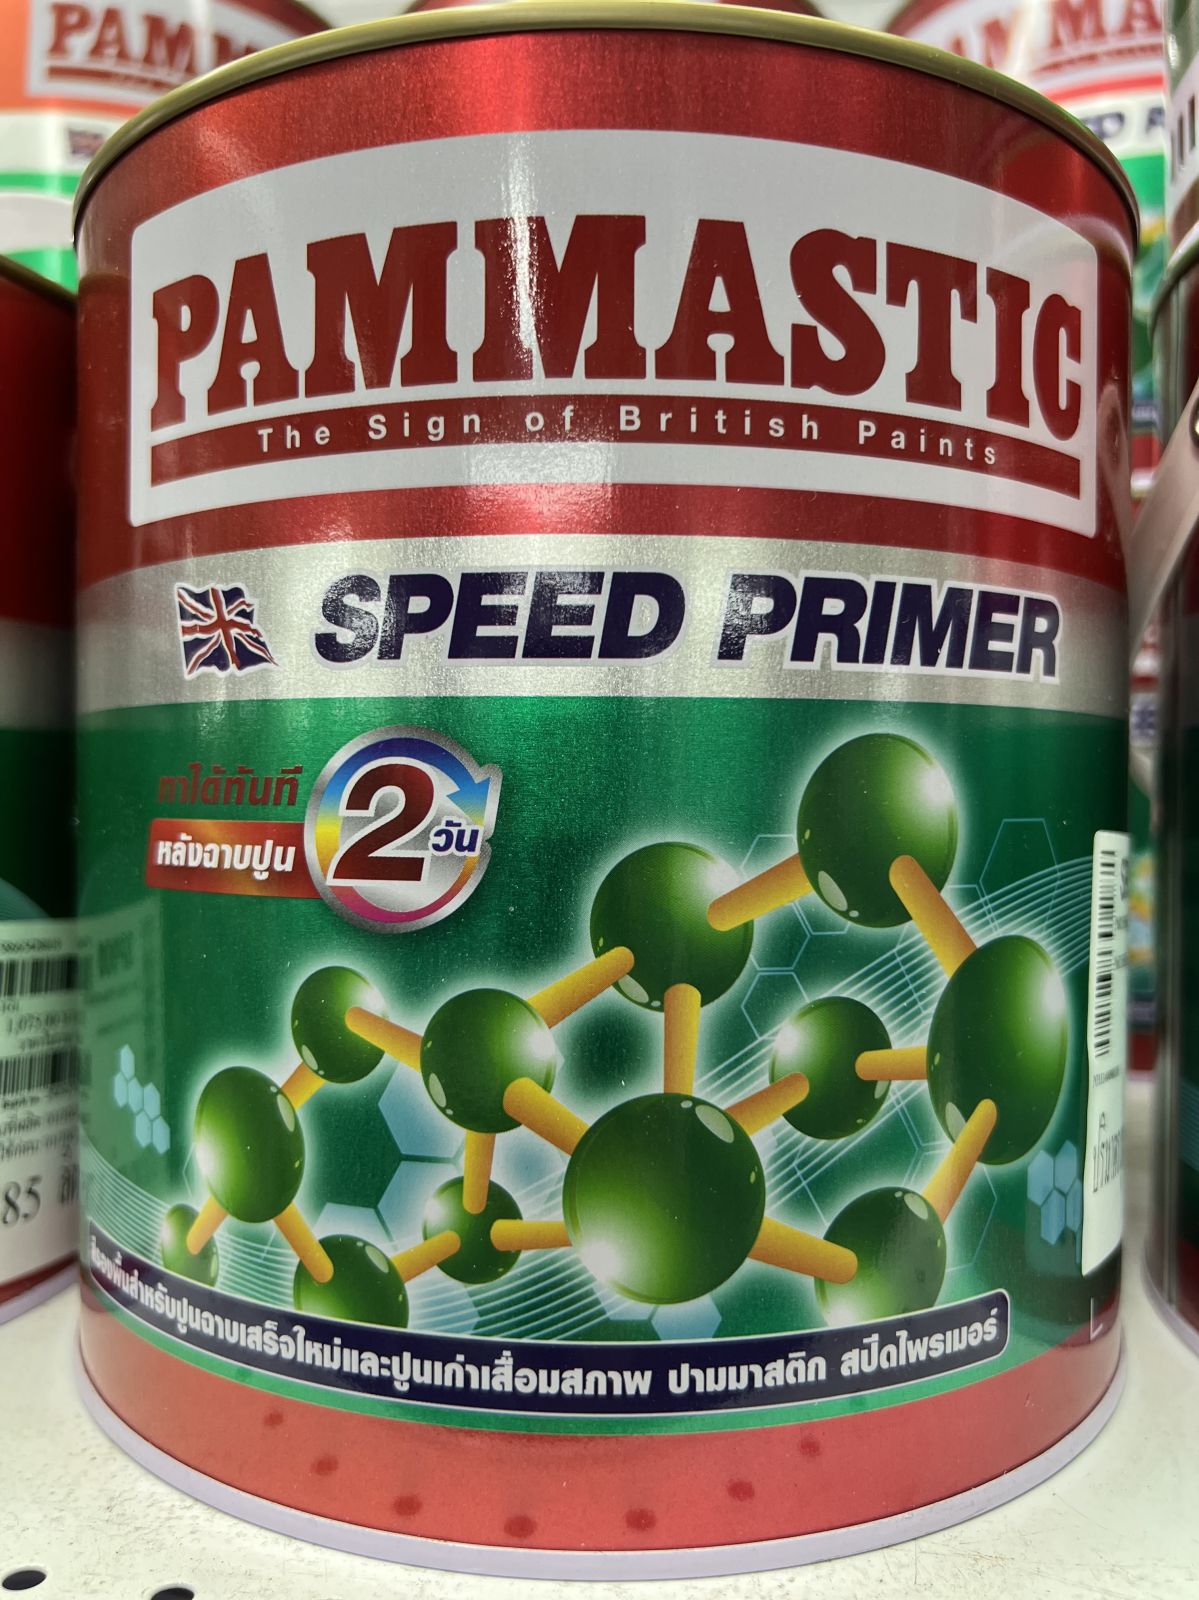 PAMMASTIC
The Sign of British Paints
SPEED PRIMER
ทาได้ทันที
หลังฉาบปูน
2 วัน
สีรองพื้นสำหรับปูนฉาบเสร็จใหม่และปูนเก่าเสื่อมสภาพ ปามมาสติก สปีดไพรเมอร์